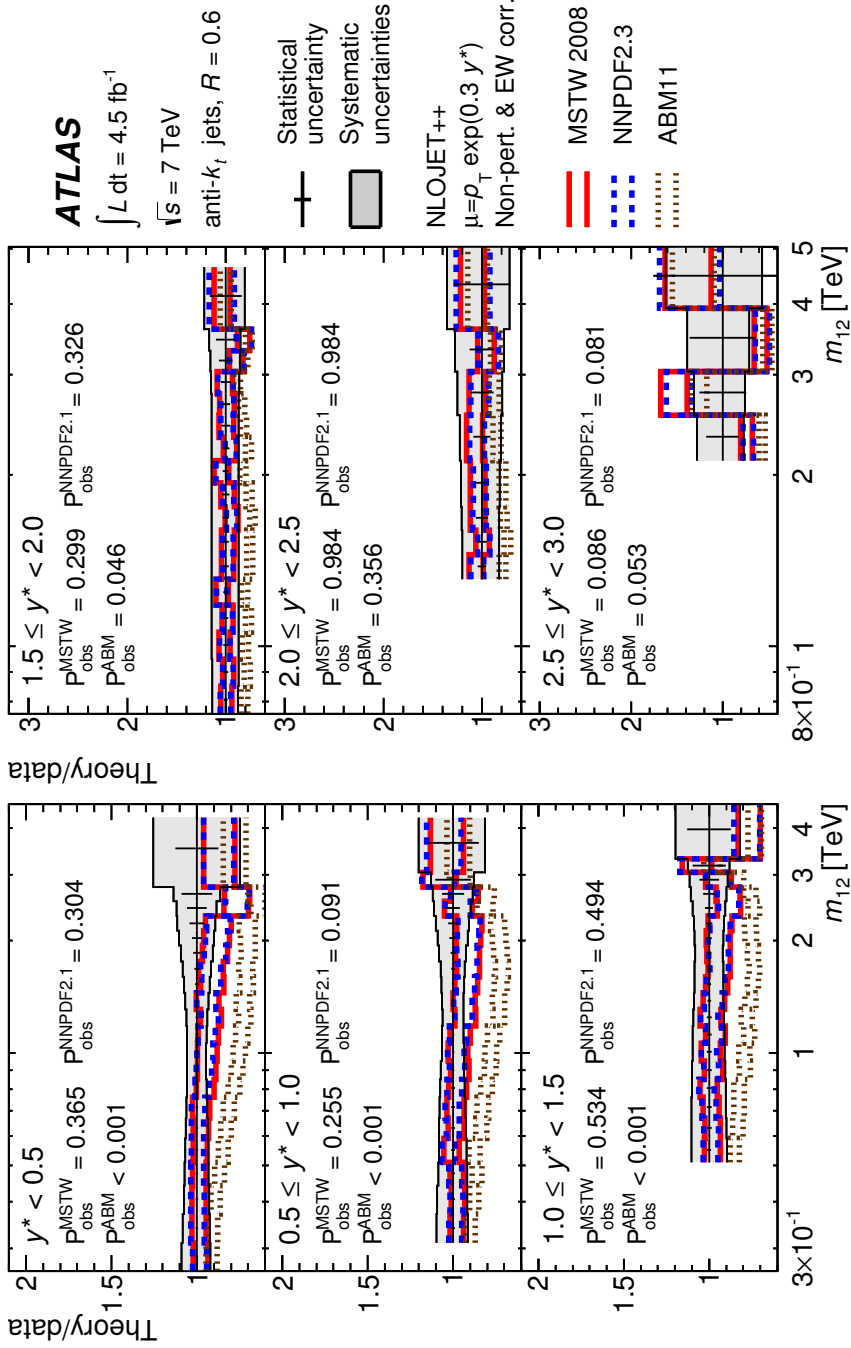 Theory/data
2
1.5
1
y* < 0.5
P_obs^MSTW = 0.365 P_obs^NNPDF2.1 = 0.304
P_obs^ABM < 0.001
2
1.5
1
0.5 ≤ y* < 1.0
P_obs^MSTW = 0.255 P_obs^NNPDF2.1 = 0.091
P_obs^ABM < 0.001
2
1.5
1
1.0 ≤ y* < 1.5
P_obs^MSTW = 0.534 P_obs^NNPDF2.1 = 0.494
P_obs^ABM < 0.001
3×10⁻¹ 1 2 3 4
m₁₂ [TeV]
Theory/data
3
2
1
1.5 ≤ y* < 2.0
P_obs^MSTW = 0.299 P_obs^NNPDF2.1 = 0.326
P_obs^ABM = 0.046
3
2
1
2.0 ≤ y* < 2.5
P_obs^MSTW = 0.984 P_obs^NNPDF2.1 = 0.984
P_obs^ABM = 0.356
3
2
1
2.5 ≤ y* < 3.0
P_obs^MSTW = 0.086 P_obs^NNPDF2.1 = 0.081
P_obs^ABM = 0.053
8×10⁻¹ 1 2 3 4 5
m₁₂ [TeV]
ATLAS
∫ L dt = 4.5 fb⁻¹
√s = 7 TeV
anti-k_t jets, R = 0.6
Statistical
uncertainty
Systematic
uncertainties
NLOJET++
μ=p_T exp(0.3 y*)
Non-pert. & EW corr.
MSTW 2008
NNPDF2.3
ABM11